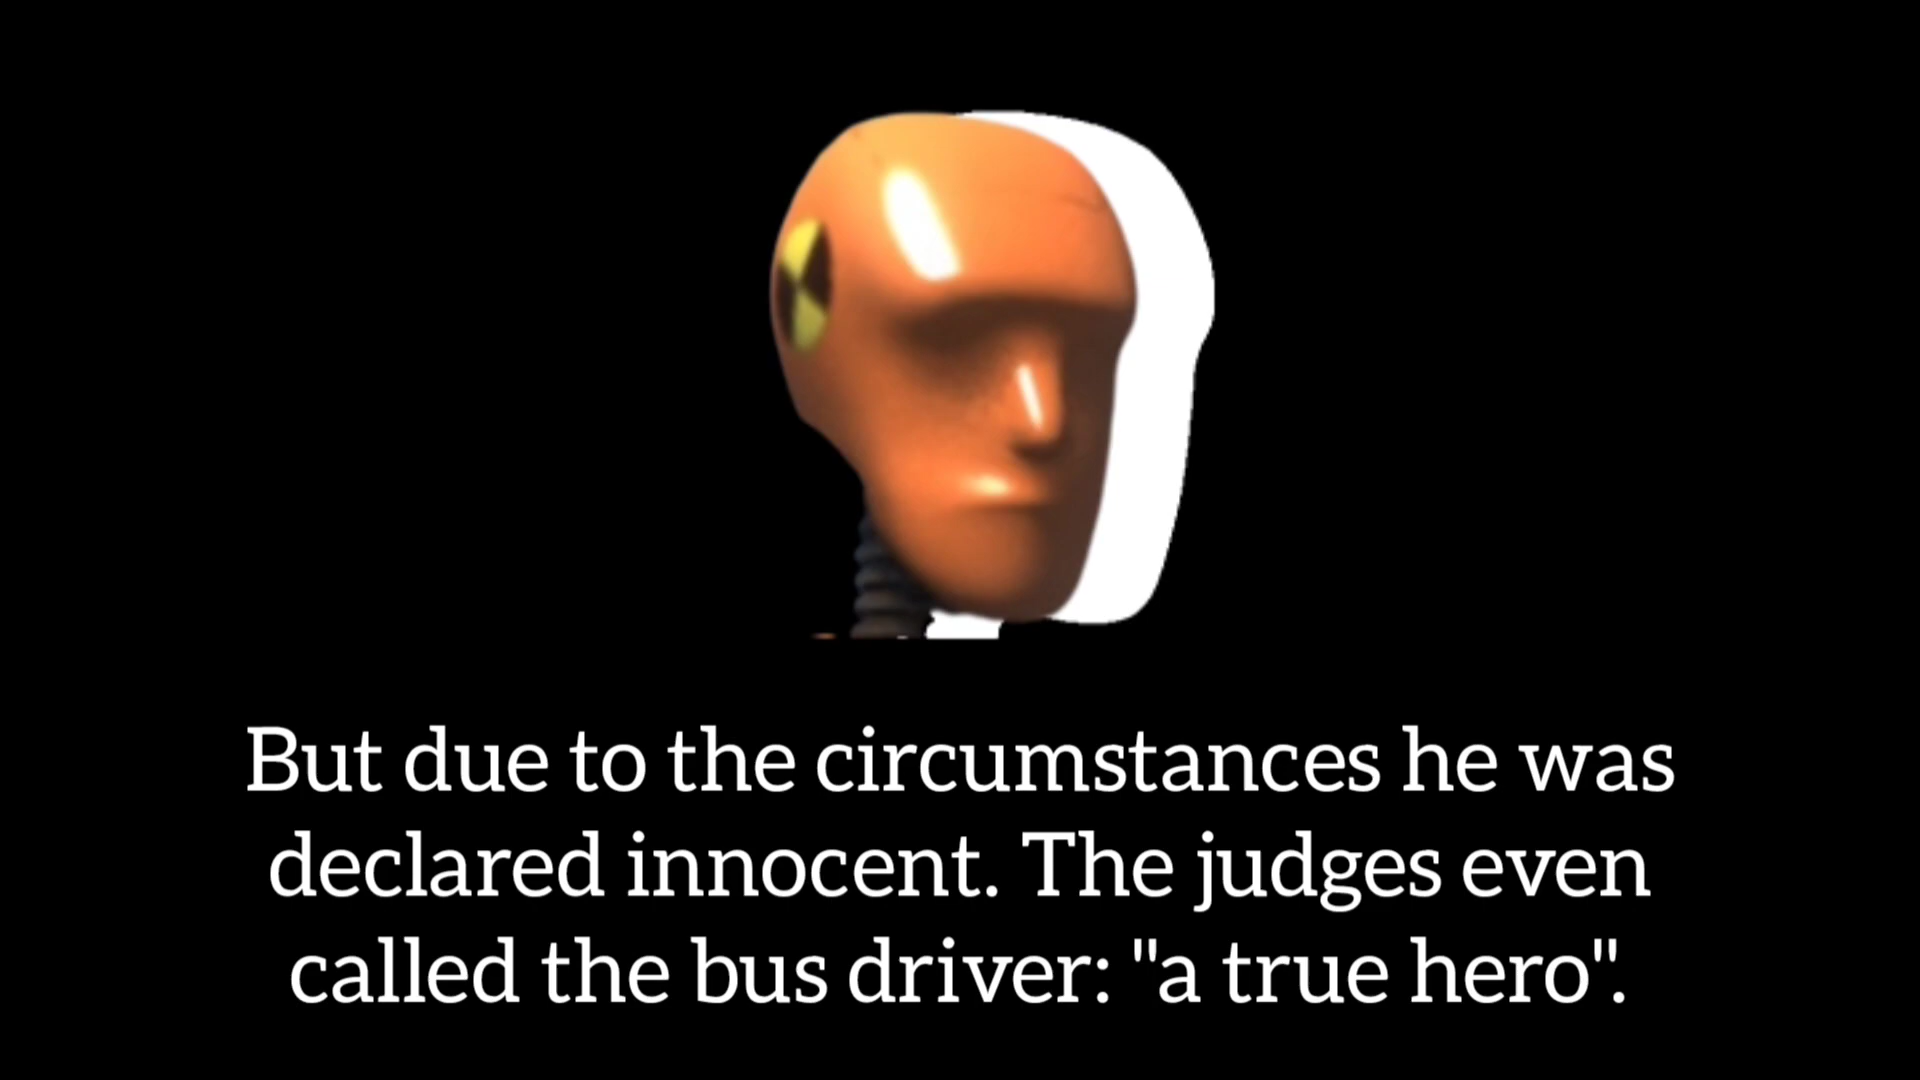 But due to the circumstances he was
declared innocent. The judges even
called the bus driver: "a true hero".